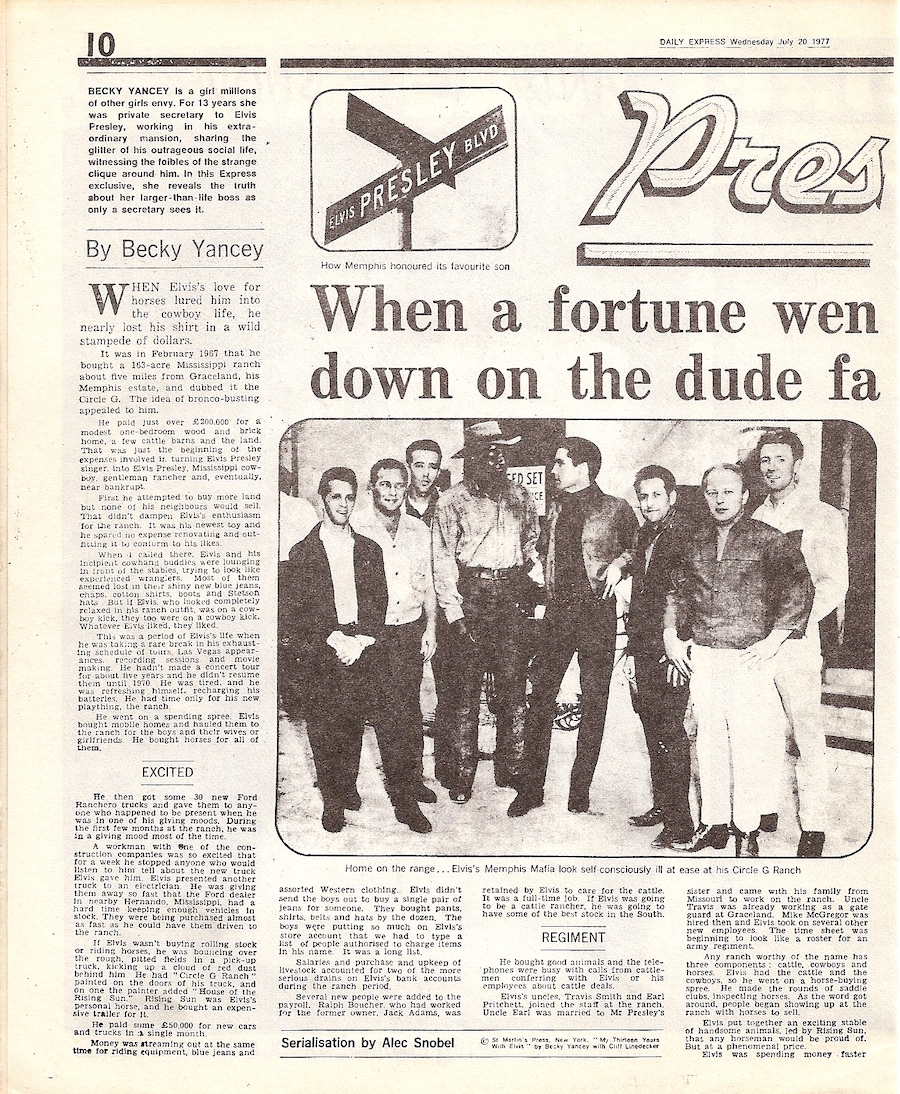 10
DAILY EXPRESS Wednesday July 20 1977
BECKY YANCEY is a girl millions
of other girls envy. For 13 years she
was private secretary to Elvis
Presley, working in his extra-
ordinary mansion, sharing the
glitter of his outrageous social life,
witnessing the foibles of the strange
clique around him. In this Express
exclusive, she reveals the truth
about her larger-than-life boss as
only a secretary sees it.
By Becky Yancey
WHEN Elvis's love for
horses lured him into
the cowboy life, he
nearly lost his shirt in a wild
stampede of dollars.
It was in February 1967 that he
bought a 163-acre Mississippi ranch
about five miles from Graceland, his
Memphis estate, and dubbed it the
Circle G. The idea of bronco-busting
appealed to him.
He paid just over £200,000 for a
modest one-bedroom wood and brick
home, a few cattle barns and the land.
That was just the beginning of the
expenses involved in turning Elvis Presley
singer, into Elvis Presley, Mississippi cow-
boy, gentleman rancher and, eventually,
near bankrupt.
First he attempted to buy more land
but none of his neighbours would sell.
That didn't dampen Elvis's enthusiasm
for the ranch. It was his newest toy and
he spared no expense renovating and out-
fitting it to conform to his likes.
When I called there, Elvis and his
incipient cowhand buddies were lounging
in front of the stables, trying to look like
experienced wranglers. Most of them
seemed lost in their shiny new blue jeans,
chaps, cotton shirts, boots and Stetson
hats. But if Elvis, who looked completely
relaxed in his ranch outfit, was on a cow-
boy kick, they too were on a cowboy kick.
Whatever Elvis liked, they liked.
This was a period of Elvis's life when
he was taking a rare break in his exhaust-
ing schedule of tours, Las Vegas appear-
ances, recording sessions and movie
making. He hadn't made a concert tour
for about five years and he didn't resume
them until 1970. He was tired, and he
was refreshing himself, recharging his
batteries. He had time only for his new
plaything, the ranch.
He went on a spending spree. Elvis
bought mobile homes and hauled them to
the ranch for the boys and their wives or
girlfriends. He bought horses for all of
them.
EXCITED
He then got some 30 new Ford
Ranchero trucks and gave them to any-
one who happened to be present when he
was in one of his giving moods. During
the first few months at the ranch, he was
in a giving mood most of the time.
A workman with one of the con-
struction companies was so excited that
for a week he stopped anyone who would
listen to him tell about the new truck
Elvis gave him. Elvis presented another
truck to an electrician. He was giving
them away so fast that the Ford dealer
in nearby Hernando, Mississippi, had a
hard time keeping enough vehicles in
stock. They were being purchased almost
as fast as he could have them driven to
the ranch.
If Elvis wasn't buying rolling stock
or riding horses, he was bouncing over
the rough, pitted fields in a pick-up
truck, kicking up a cloud of red dust
behind him. He had "Circle G Ranch"
painted on the doors of his truck, and
on one the painter added "House of the
Rising Sun." Rising Sun was Elvis's
personal horse, and he bought an expen-
sive trailer for it.
He paid some £50,000 for new cars
and trucks in a single month.
Money was streaming out at the same
time for riding equipment, blue jeans and
ELVIS PRESLEY BLVD
How Memphis honoured its favourite son
Pres
When a fortune wen
down on the dude fa
ED SET
CE
Home on the range...Elvis's Memphis Mafia look self-consciously ill at ease at his Circle G Ranch
assorted Western clothing. Elvis didn't
send the boys out to buy a single pair of
jeans for someone. They bought pants,
shirts, belts and hats by the dozen. The
boys were putting so much on Elvis's
store account that we had to type a
list of people authorised to charge items
in his name. It was a long list.
Salaries and purchase and upkeep of
livestock accounted for two of the more
serious drains on Elvis's bank accounts
during the ranch period.
Several new people were added to the
payroll. Ralph Boucher, who had worked
for the former owner, Jack Adams, was
retained by Elvis to care for the cattle.
It was a full-time job. If Elvis was going
to be a cattle rancher, he was going to
have some of the best stock in the South.
REGIMENT
He bought good animals and the tele-
phones were busy with calls from cattle-
men conferring with Elvis or his
employees about cattle deals.
Elvis's uncles, Travis Smith and Earl
Pritchett, joined the staff at the ranch.
Uncle Earl was married to Mr Presley's
sister and came with his family from
Missouri to work on the ranch. Uncle
Travis was already working as a gate
guard at Graceland. Mike McGregor was
hired then and Elvis took on several other
new employees. The time sheet was
beginning to look like a roster for an
army regiment.
Any ranch worthy of the name has
three components: cattle, cowboys and
horses. Elvis had the cattle and the
cowboys, so he went on a horse-buying
spree. He made the rounds of saddle
clubs, inspecting horses. As the word got
around, people began showing up at the
ranch with horses to sell.
Elvis put together an exciting stable
of handsome animals, led by Rising Sun,
that any horseman would be proud of.
But at a phenomenal price.
Elvis was spending money faster
Serialisation by Alec Snobel
© St Martin's Press, New York. "My Thirteen Years
With Elvis" by Becky Yancey with Cliff Linedecker